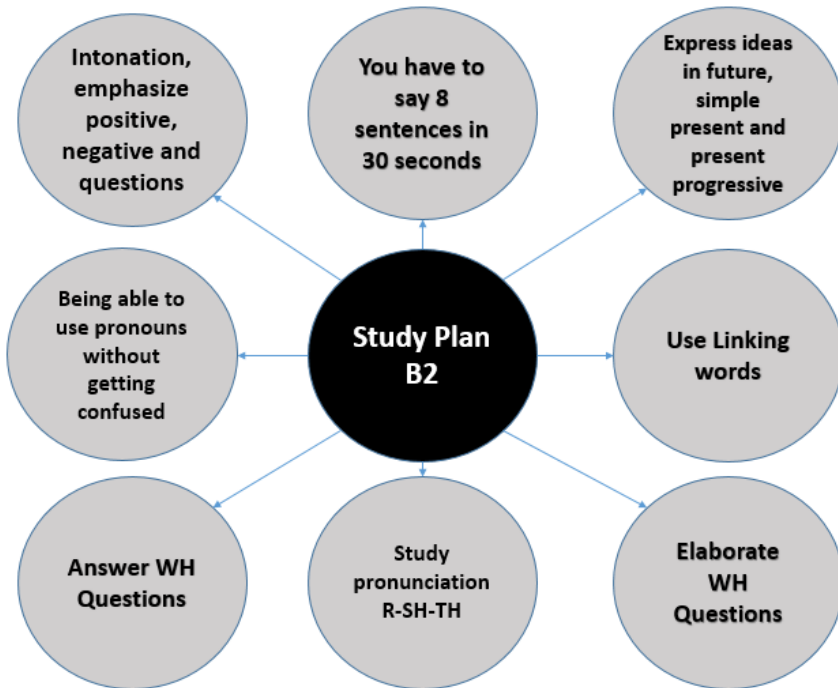 Intonation,
emphasize
positive,
negative and
questions
You have to
say 8
sentences in
30 seconds
Express ideas
in future,
simple
present and
present
progressive
Being able to
use pronouns
without
getting
confused
Study Plan
B2
Use Linking
words
Answer WH
Questions
Study
pronunciation
R-SH-TH
Elaborate
WH
Questions